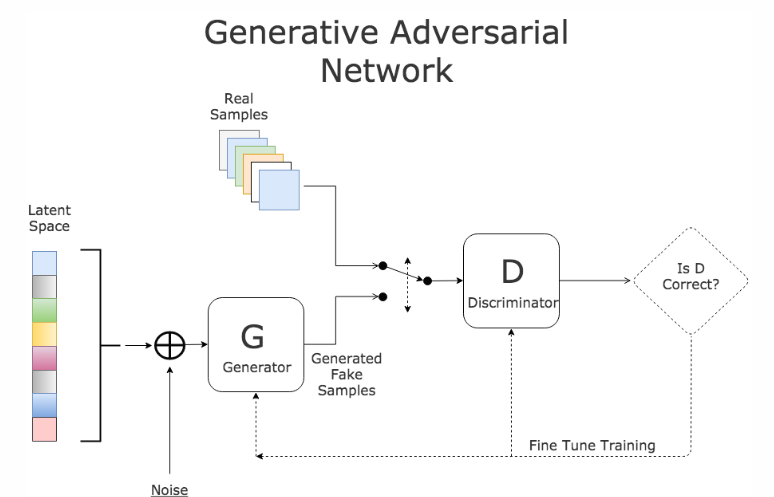 Generative Adversarial
Network
Real
Samples
Latent
Space
D
Discriminator
Is D
Correct?
G
Generator
Generated
Fake
Samples
Fine Tune Training
Noise